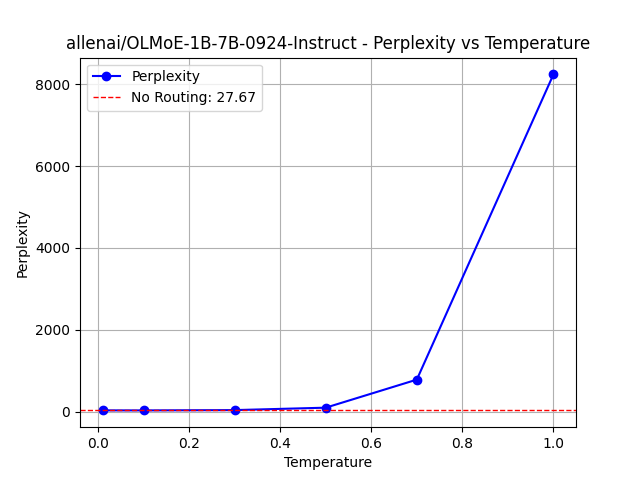 allenai/OLMoE-1B-7B-0924-Instruct - Perplexity vs Temperature
Perplexity
No Routing: 27.67
8000
6000
4000
2000
0
Perplexity
0.0 0.2 0.4 0.6 0.8 1.0
Temperature